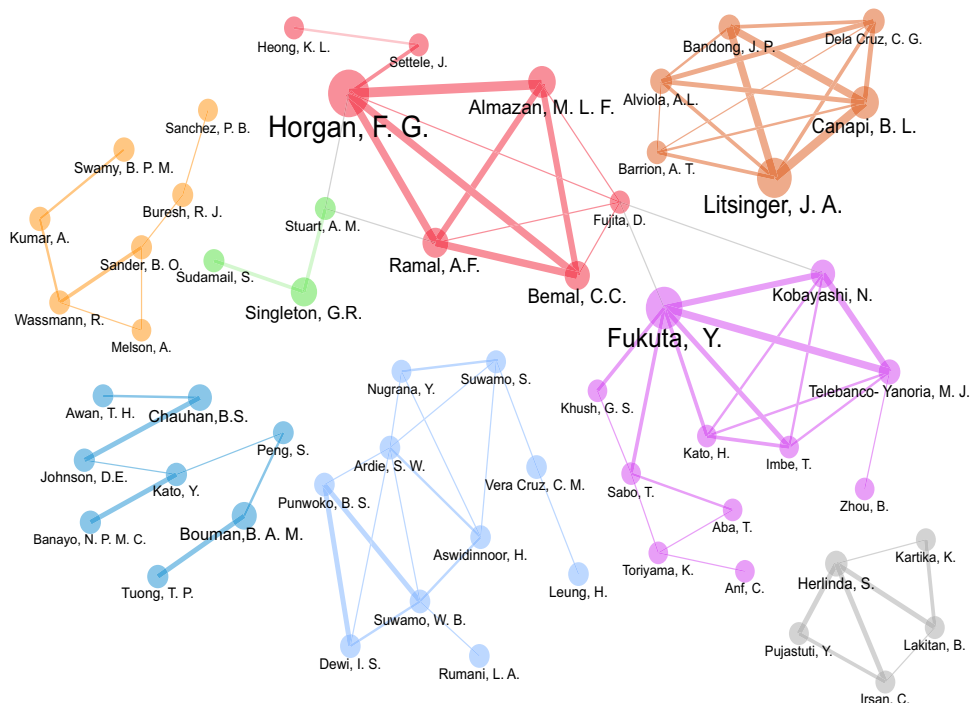 Heong, K. L.
Settele, J.
Horgan, F. G.
Almazan, M. L. F.
Bandong, J. P.
Dela Cruz, C. G.
Alviola, A.L.
Canapi, B. L.
Barrion, A. T.
Litsinger, J. A.
Sanchez, P. B.
Swamy, B. P. M.
Buresh, R. J.
Kumar, A.
Sander, B. O.
Wassmann, R.
Melson, A.
Stuart, A. M.
Sudamail, S.
Singleton, G.R.
Ramal, A.F.
Fujita, D.
Bemal, C.C.
Kobayashi, N.
Fukuta, Y.
Telebanco- Yanoria, M. J.
Khush, G. S.
Kato, H.
Imbe, T.
Sabo, T.
Zhou, B.
Aba, T.
Toriyama, K.
Anf, C.
Awan, T. H.
Chauhan,B.S.
Peng, S.
Johnson, D.E.
Kato, Y.
Banayo, N. P. M. C.
Bouman,B. A. M.
Tuong, T. P.
Nugrana, Y.
Suwamo, S.
Ardie, S. W.
Vera Cruz, C. M.
Punwoko, B. S.
Aswidinnoor, H.
Leung, H.
Suwamo, W. B.
Dewi, I. S.
Rumani, L. A.
Kartika, K.
Herlinda, S.
Pujastuti, Y.
Lakitan, B.
Irsan, C.